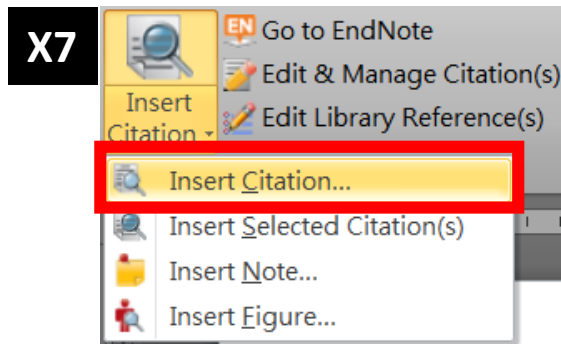 X7
EN
Go to EndNote
Edit & Manage Citation(s)
Edit Library Reference(s)
Insert
Citation
Insert Citation...
Insert Selected Citation(s)
Insert Note...
Insert Figure...